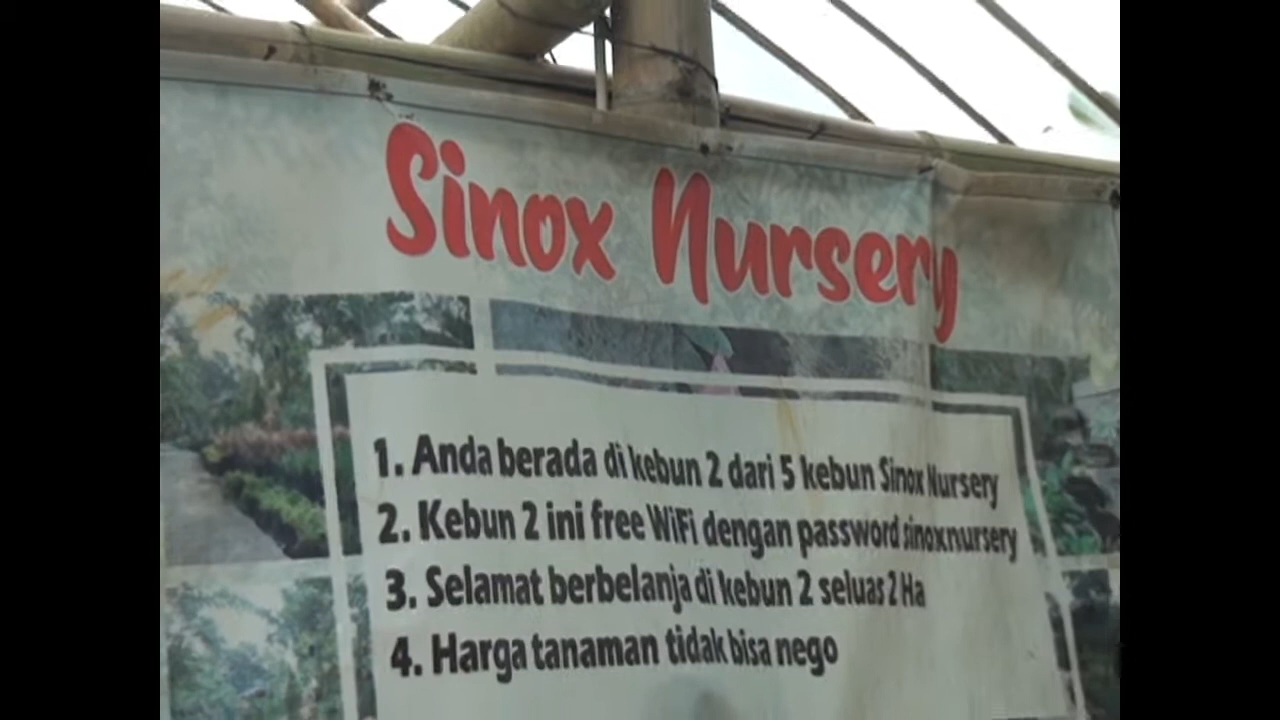 Sinox Nursery
1. Anda berada di kebun 2 dari 5 kebun Sinox Nursery
2. Kebun 2 ini free WiFi dengan password sinoxnursery
3. Selamat berbelanja di kebun 2 seluas 2 Ha
4. Harga tanaman tidak bisa nego